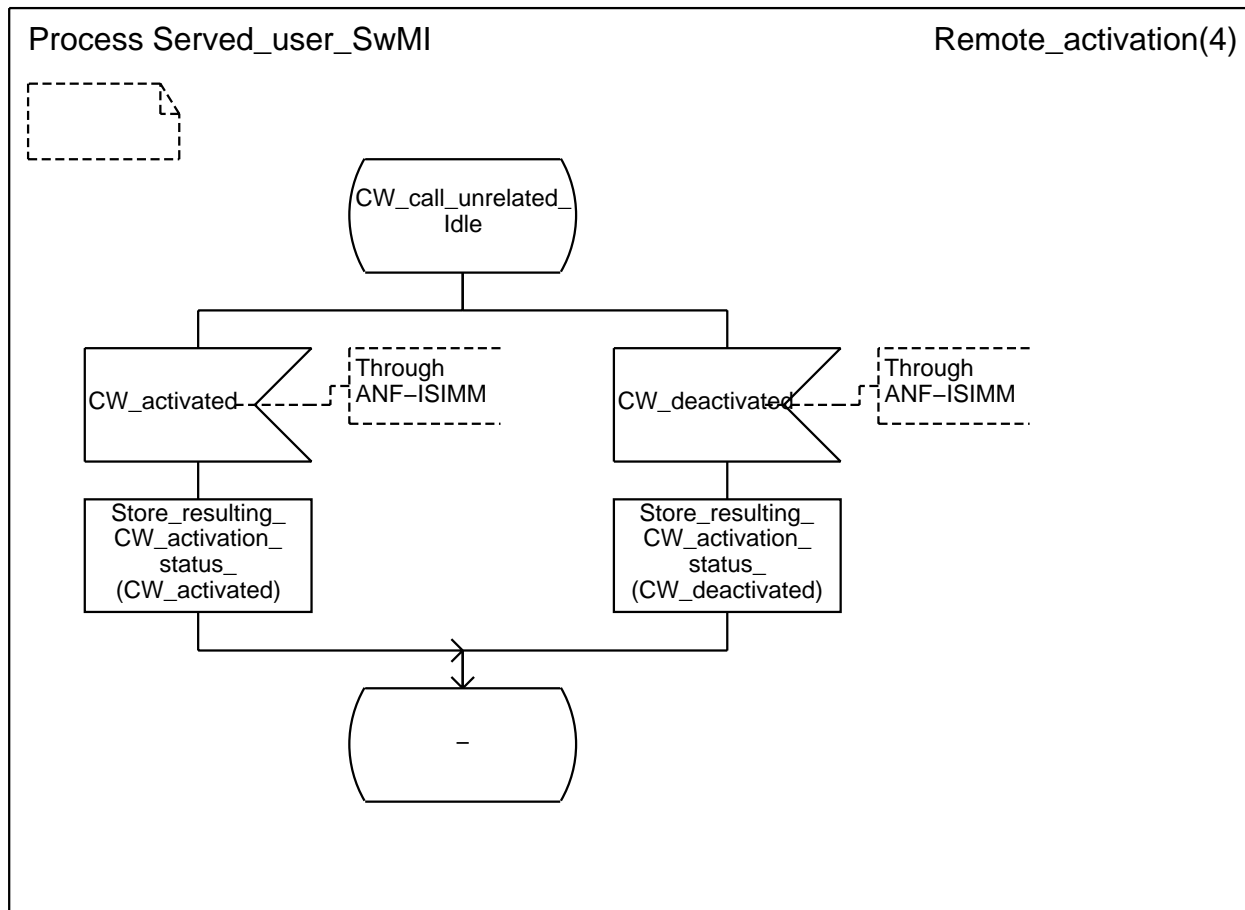 Process Served_user_SwMI
Remote_activation(4)
CW_call_unrelated_
Idle
CW_activated
Through
ANF−ISIMM
CW_deactivated
Through
ANF−ISIMM
Store_resulting_
CW_activation_
status_
(CW_activated)
Store_resulting_
CW_activation_
status_
(CW_deactivated)
−